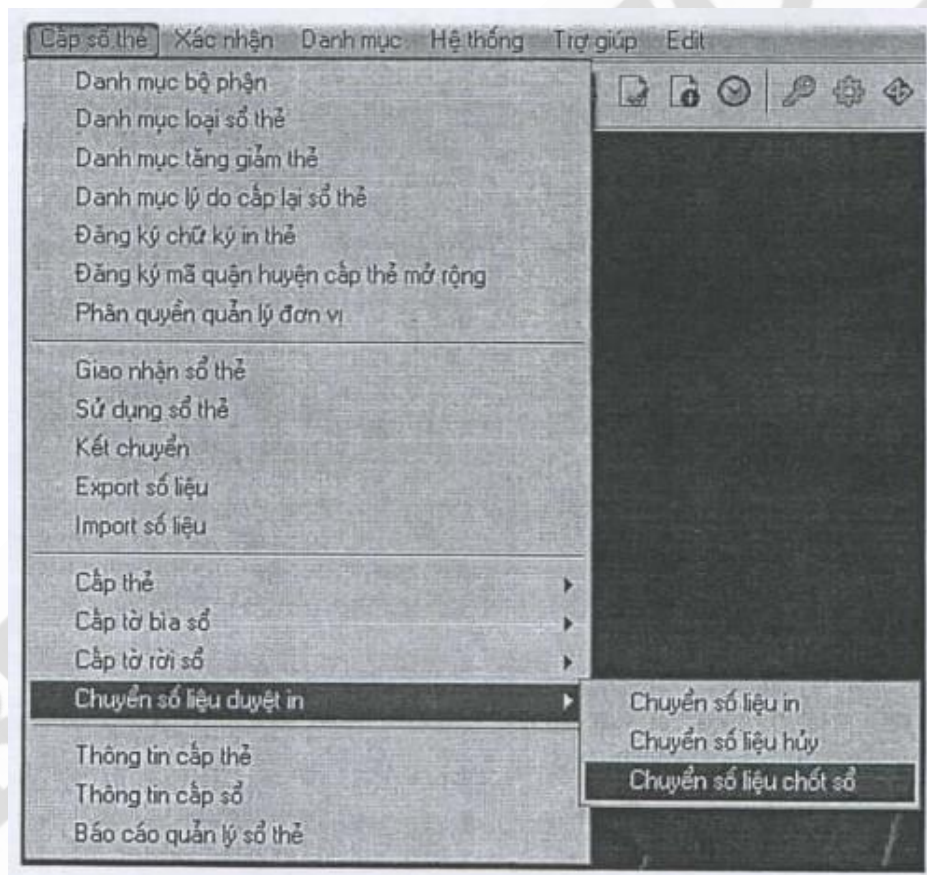 Cấp sổ thẻ Xác nhận Danh mục Hệ thống Trợ giúp Edit
Danh mục bộ phận
Danh mục loại sổ thẻ
Danh mục tăng giảm thẻ
Danh mục lý do cấp lại sổ thẻ
Đăng ký chữ ký in thẻ
Đăng ký mã quận huyện cấp thẻ mở rộng
Phân quyền quản lý đơn vị
Giao nhận sổ thẻ
Sử dụng sổ thẻ
Kết chuyển
Export số liệu
Import số liệu
Cấp thẻ
Cấp tờ bìa sổ
Cấp tờ rời sổ
Chuyển số liệu duyệt in
Chuyển số liệu in
Chuyển số liệu hủy
Chuyển số liệu chốt sổ
Thông tin cấp thẻ
Thông tin cấp sổ
Báo cáo quản lý sổ thẻ